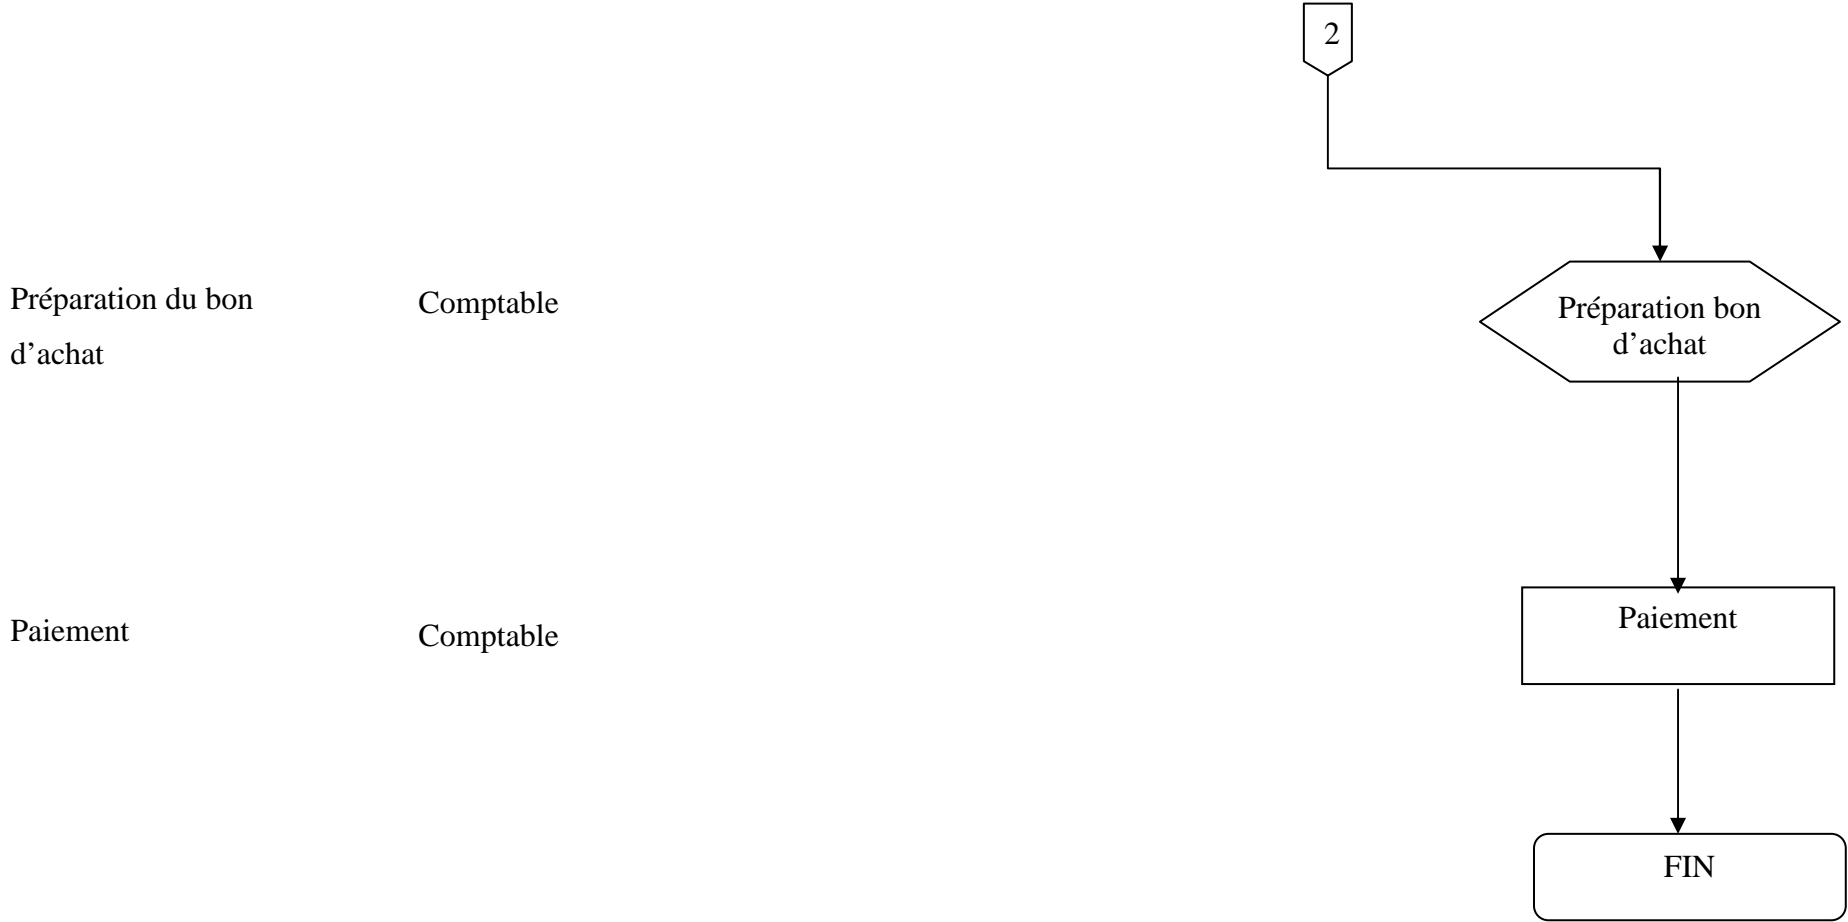 2
Préparation du bon
d’achat
Comptable
Préparation bon
d’achat
Paiement
Comptable
Paiement
FIN